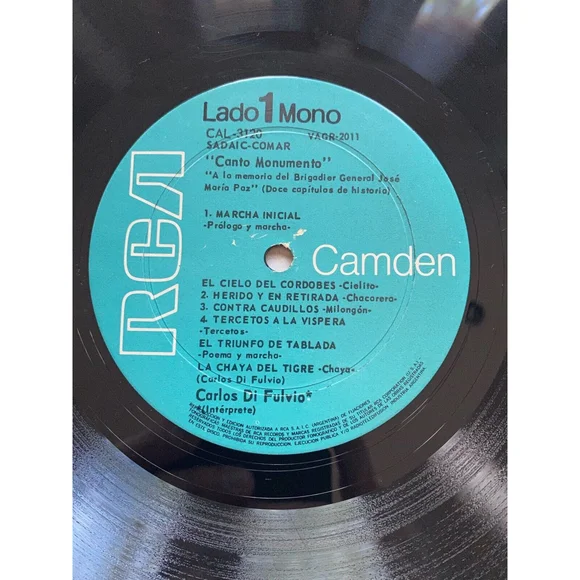 Lado 1 Mono
CAL-3120 VAGR-2011
SADAIC-COMAR
"Canto Monumento"
"A la memoria del Brigadier General José
María Paz" (Doce capítulos de historia)
1. MARCHA INICIAL
-Prólogo y marcha-
RCA
Camden
EL CIELO DEL CORDOBES -Cielito-
2. HERIDO Y EN RETIRADA -Chacarera-
3. CONTRA CAUDILLOS -Milongón-
4. TERCETOS A LA VISPERA
-Tercetos-
EL TRIUNFO DE TABLADA
-Poema y marcha-
LA CHAYA DEL TIGRE -Chaya-
(Carlos Di Fulvio)
Carlos Di Fulvio*
*(Intérprete)